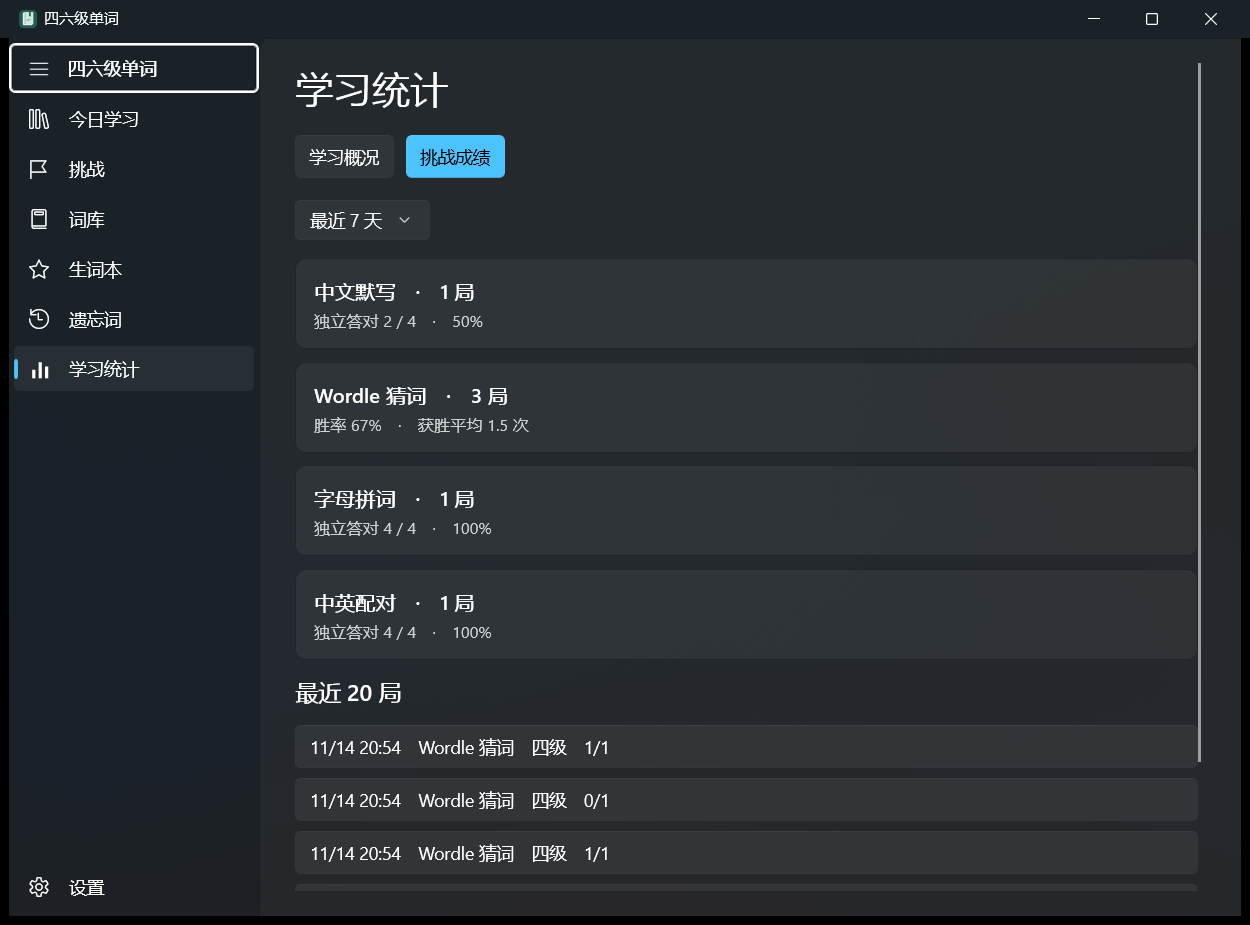 四六级单词
四六级单词
今日学习
挑战
词库
生词本
遗忘词
学习统计
设置
学习统计
学习概况 挑战成绩
最近 7 天
中文默写 · 1 局
独立答对 2 / 4 · 50%
Wordle 猜词 · 3 局
胜率 67% · 获胜平均 1.5 次
字母拼词 · 1 局
独立答对 4 / 4 · 100%
中英配对 · 1 局
独立答对 4 / 4 · 100%
最近 20 局
11/14 20:54 Wordle 猜词 四级 1/1
11/14 20:54 Wordle 猜词 四级 0/1
11/14 20:54 Wordle 猜词 四级 1/1